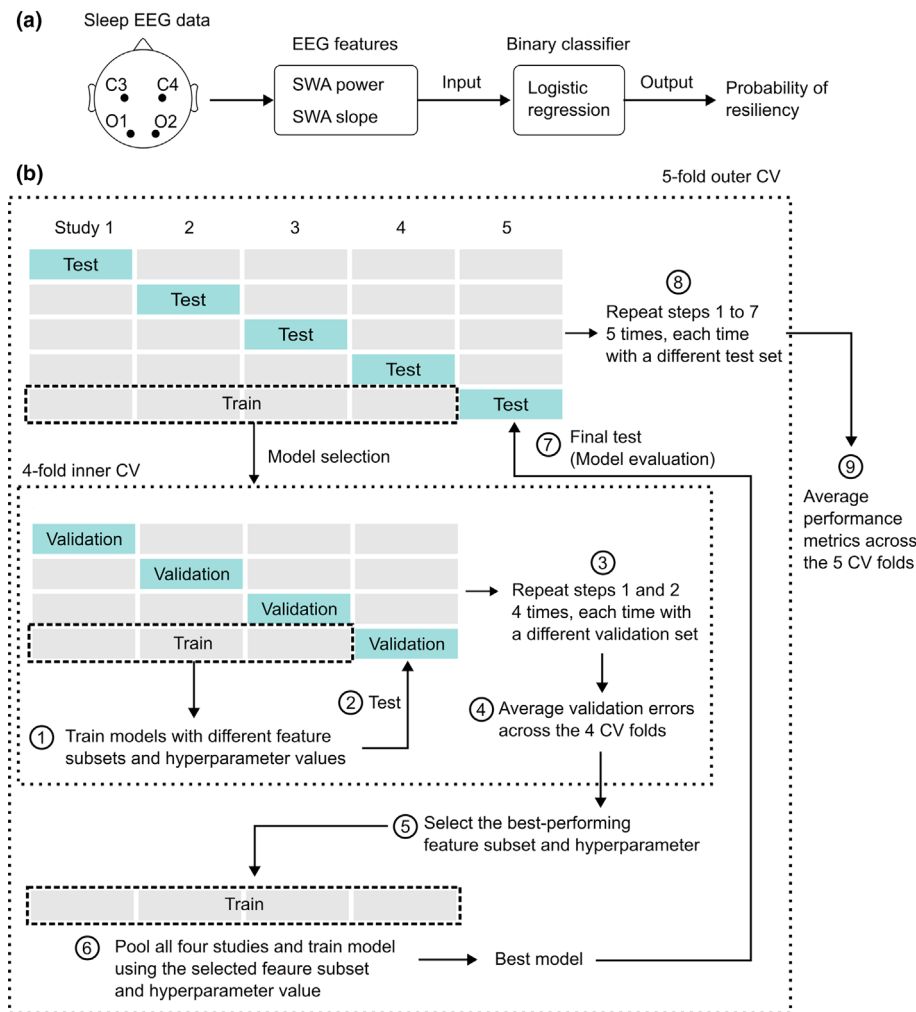 (a)
Sleep EEG data
C3
C4
O1
O2
EEG features
SWA power
SWA slope
Input
Binary classifier
Logistic
regression
Output
Probability of
resiliency
(b)
5-fold outer CV
Study 1
2
3
4
5
Test
Test
Test
Test
Train
Test
8
Repeat steps 1 to 7
5 times, each time
with a different test set
Model selection
7
Final test
(Model evaluation)
9
Average
performance
metrics across
the 5 CV folds
4-fold inner CV
Validation
Validation
Validation
Train
Validation
3
Repeat steps 1 and 2
4 times, each time with
a different validation set
2
Test
1
Train models with different feature
subsets and hyperparameter values
4
Average validation errors
across the 4 CV folds
5
Select the best-performing
feature subset and hyperparameter
Train
6
Pool all four studies and train model
using the selected feaure subset
and hyperparameter value
Best model